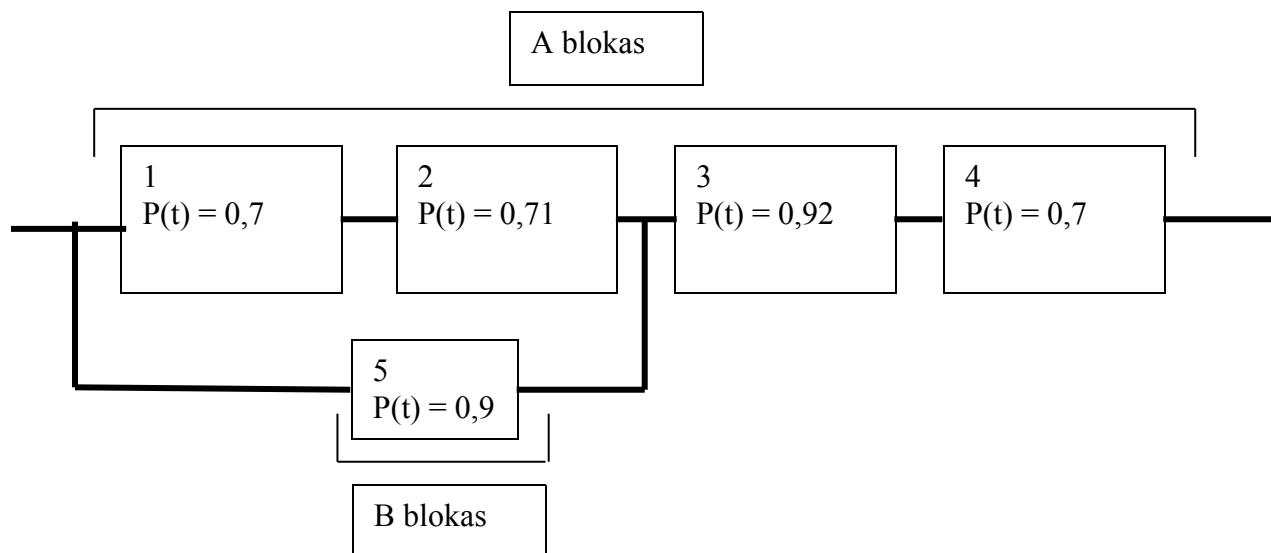 A blokas
1
P(t) = 0,7
2
P(t) = 0,71
3
P(t) = 0,92
4
P(t) = 0,7
5
P(t) = 0,9
B blokas